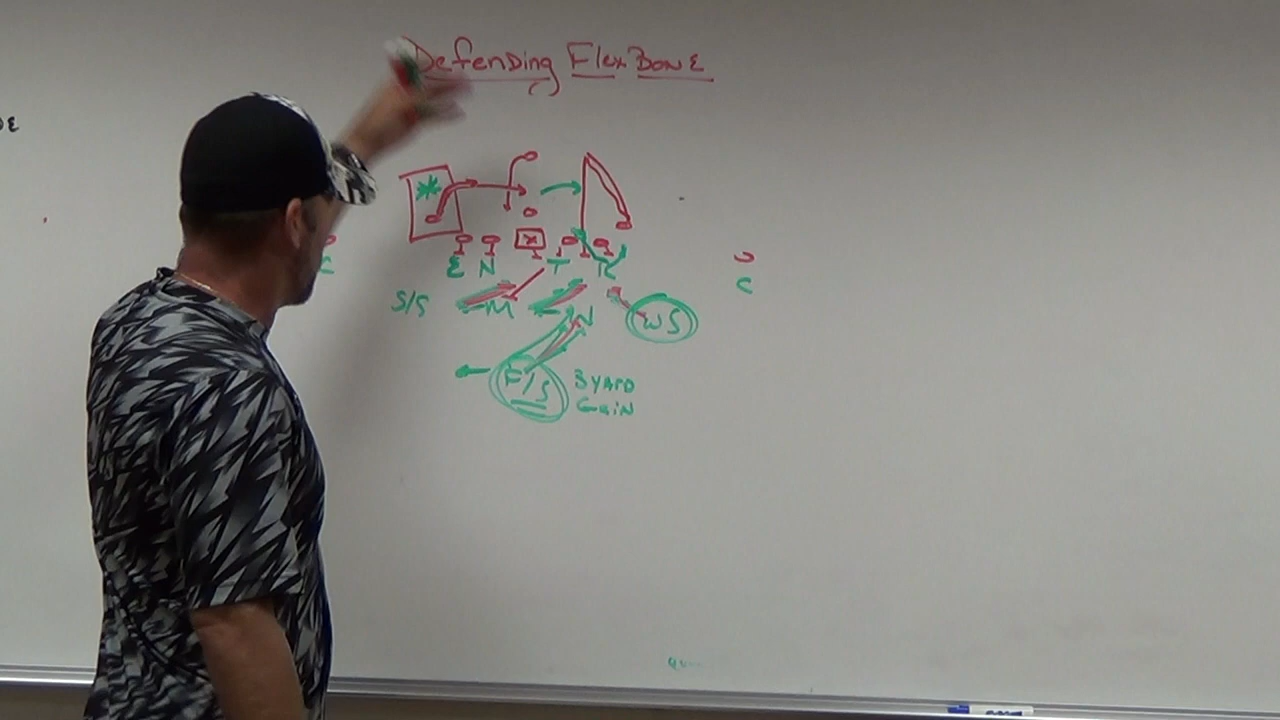 Defending FlexBone
x
E N T R
C
C
S/S M W WS
F/S 3 YARD
Gain